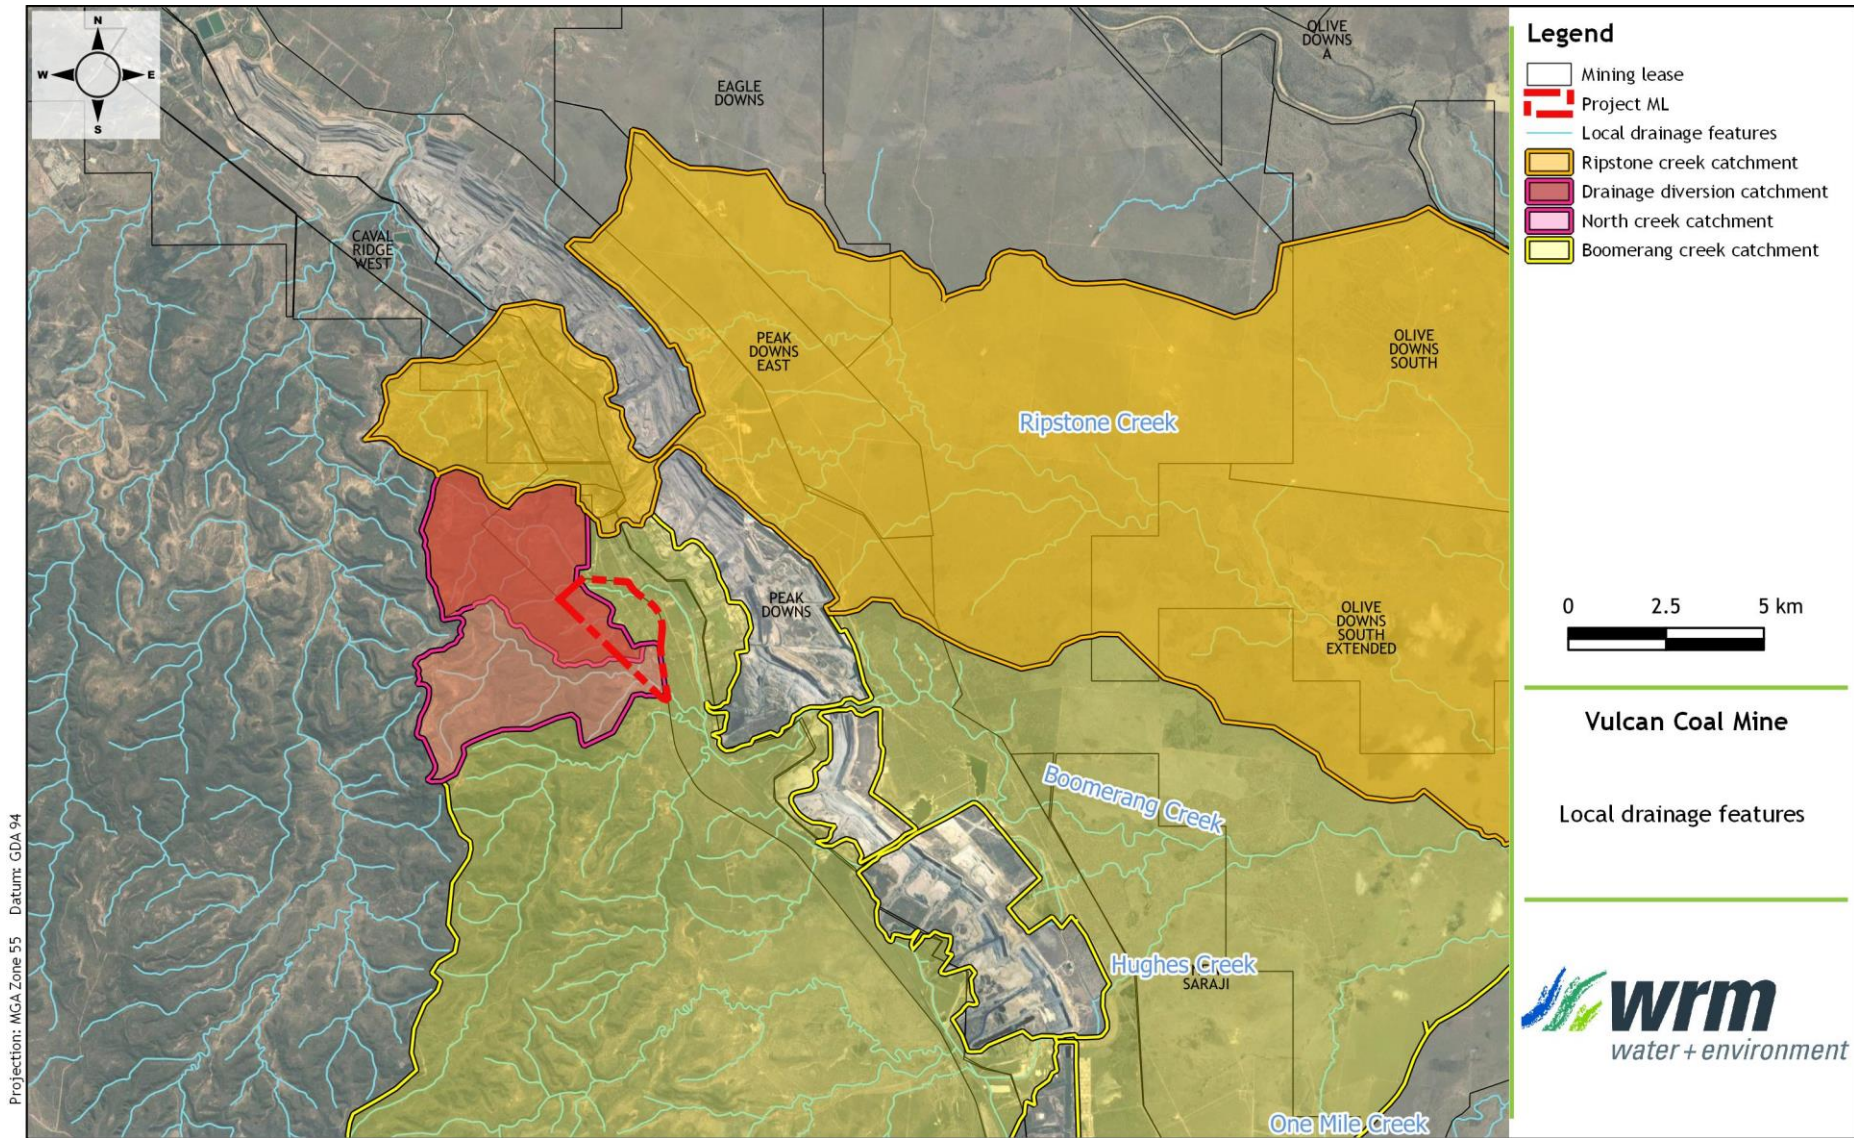 N
W
E
S
EAGLE
DOWNS
OLIVE
DOWNS
A
CAVAL
RIDGE
WEST
PEAK
DOWNS
EAST
OLIVE
DOWNS
SOUTH
Ripstone Creek
PEAK
DOWNS
OLIVE
DOWNS
SOUTH
EXTENDED
Boomerang Creek
Hughes Creek
SARAJI
One Mile Creek
Projection: MGA Zone 55 Datum: GDA 94
Legend
Mining lease
Project ML
Local drainage features
Ripstone creek catchment
Drainage diversion catchment
North creek catchment
Boomerang creek catchment
0 2.5 5 km
Vulcan Coal Mine
Local drainage features
wrm
water + environment